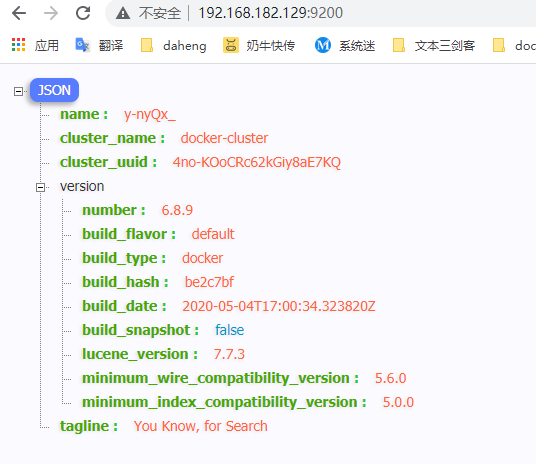 不安全 | 192.168.182.129:9200
应用 翻译 daheng 奶牛快传 系统迷 文本三剑客 doc
JSON
name : y-nyQx_
cluster_name : docker-cluster
cluster_uuid : 4no-KOoCRc62kGiy8aE7KQ
version
number : 6.8.9
build_flavor : default
build_type : docker
build_hash : be2c7bf
build_date : 2020-05-04T17:00:34.323820Z
build_snapshot : false
lucene_version : 7.7.3
minimum_wire_compatibility_version : 5.6.0
minimum_index_compatibility_version : 5.0.0
tagline : You Know, for Search